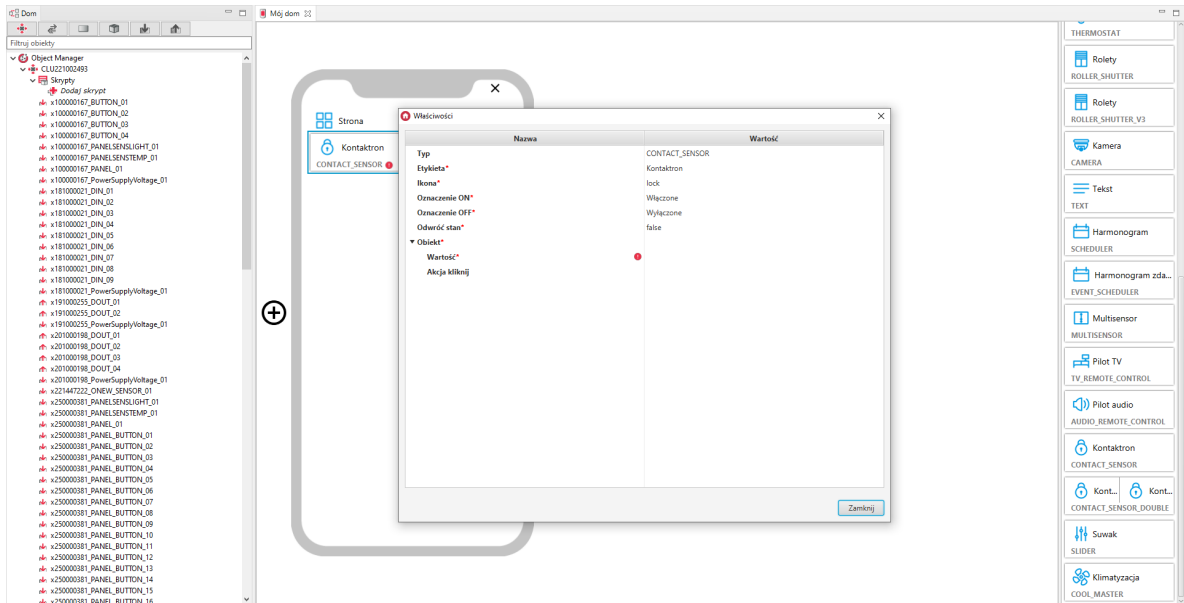 Dom
Filtruj obiekty
Object Manager
CLU221002493
Skrypty
Dodaj skrypt
x100000167_BUTTON_01
x100000167_BUTTON_02
x100000167_BUTTON_03
x100000167_BUTTON_04
x100000167_PANELSENSLIGHT_01
x100000167_PANELSENSTEMP_01
x100000167_PANEL_01
x100000167_PowerSupplyVoltage_01
x181000021_DIN_01
x181000021_DIN_02
x181000021_DIN_03
x181000021_DIN_04
x181000021_DIN_05
x181000021_DIN_06
x181000021_DIN_07
x181000021_DIN_08
x181000021_DIN_09
x181000021_PowerSupplyVoltage_01
x191000255_DOUT_01
x191000255_DOUT_02
x191000255_PowerSupplyVoltage_01
x201000198_DOUT_01
x201000198_DOUT_02
x201000198_DOUT_03
x201000198_DOUT_04
x201000198_PowerSupplyVoltage_01
x221447222_ONEW_SENSOR_01
x250000381_PANELSENSLIGHT_01
x250000381_PANELSENSTEMP_01
x250000381_PANEL_01
x250000381_PANEL_BUTTON_01
x250000381_PANEL_BUTTON_02
x250000381_PANEL_BUTTON_03
x250000381_PANEL_BUTTON_04
x250000381_PANEL_BUTTON_05
x250000381_PANEL_BUTTON_06
x250000381_PANEL_BUTTON_07
x250000381_PANEL_BUTTON_08
x250000381_PANEL_BUTTON_09
x250000381_PANEL_BUTTON_10
x250000381_PANEL_BUTTON_11
x250000381_PANEL_BUTTON_12
x250000381_PANEL_BUTTON_13
x250000381_PANEL_BUTTON_14
x250000381_PANEL_BUTTON_15
x250000381_PANEL_BUTTON_16
Mój dom
Strona
Kontaktron
CONTACT_SENSOR
Właściwości
Nazwa Wartość
Typ CONTACT_SENSOR
Etykieta* Kontaktron
Ikona* lock
Oznaczenie ON* Włączone
Oznaczenie OFF* Wyłączone
Odwróć stan* false
Obiekt*
Wartość*
Akcja kliknij
Zamknij
THERMOSTAT
Rolety
ROLLER_SHUTTER
Rolety
ROLLER_SHUTTER_V3
Kamera
CAMERA
Tekst
TEXT
Harmonogram
SCHEDULER
Harmonogram zda...
EVENT_SCHEDULER
Multisensor
MULTISENSOR
Pilot TV
TV_REMOTE_CONTROL
Pilot audio
AUDIO_REMOTE_CONTROL
Kontaktron
CONTACT_SENSOR
Kont... Kont...
CONTACT_SENSOR_DOUBLE
Suwak
SLIDER
Klimatyzacja
COOL_MASTER